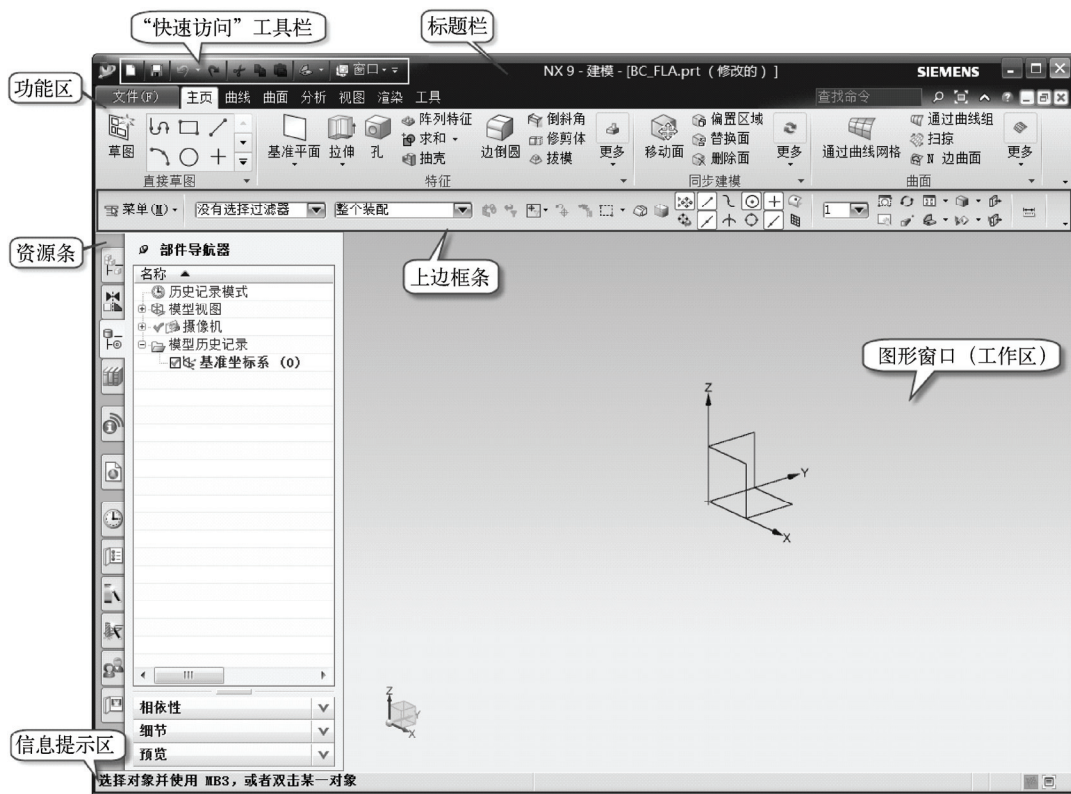 “快速访问”工具栏
标题栏
功能区
窗口
NX 9 - 建模 - [BC_FLA.prt （修改的） ]
SIEMENS
文件(F) 主页 曲线 曲面 分析 视图 渲染 工具
查找命令
草图
直接草图
基准平面
拉伸
孔
阵列特征
求和
抽壳
边倒圆
倒斜角
修剪体
拔模
更多
特征
移动面
偏置区域
替换面
删除面
更多
同步建模
通过曲线网格
通过曲线组
扫掠
N 边曲面
更多
曲面
菜单(M)
没有选择过滤器
整个装配
1
资源条
上边框条
部件导航器
名称
历史记录模式
模型视图
摄像机
模型历史记录
基准坐标系 (0)
图形窗口（工作区）
Z
Y
X
Z
Y
X
相依性
细节
预览
信息提示区
选择对象并使用 MB3，或者双击某一对象